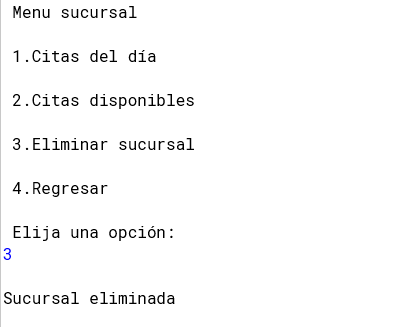 Menu sucursal
1.Citas del día
2.Citas disponibles
3.Eliminar sucursal
4.Regresar
Elija una opción:
3
Sucursal eliminada